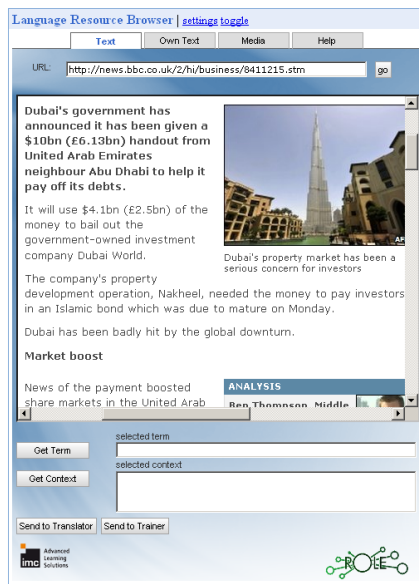 Language Resource Browser | settings toggle
Text Own Text Media Help
URL: http://news.bbc.co.uk/2/hi/business/8411215.stm go
Dubai's government has
announced it has been given a
$10bn (£6.13bn) handout from
United Arab Emirates
neighbour Abu Dhabi to help it
pay off its debts.
It will use $4.1bn (£2.5bn) of the
money to bail out the
government-owned investment
company Dubai World.
AF
Dubai's property market has been a
serious concern for investors
The company's property
development operation, Nakheel, needed the money to pay investors
in an Islamic bond which was due to mature on Monday.
Dubai has been badly hit by the global downturn.
Market boost
News of the payment boosted
share markets in the United Arab
ANALYSIS
Ben Thompson, Middle
selected term
Get Term
selected context
Get Context
Send to Translator Send to Trainer
imc Advanced
Learning
Solutions
ROLE